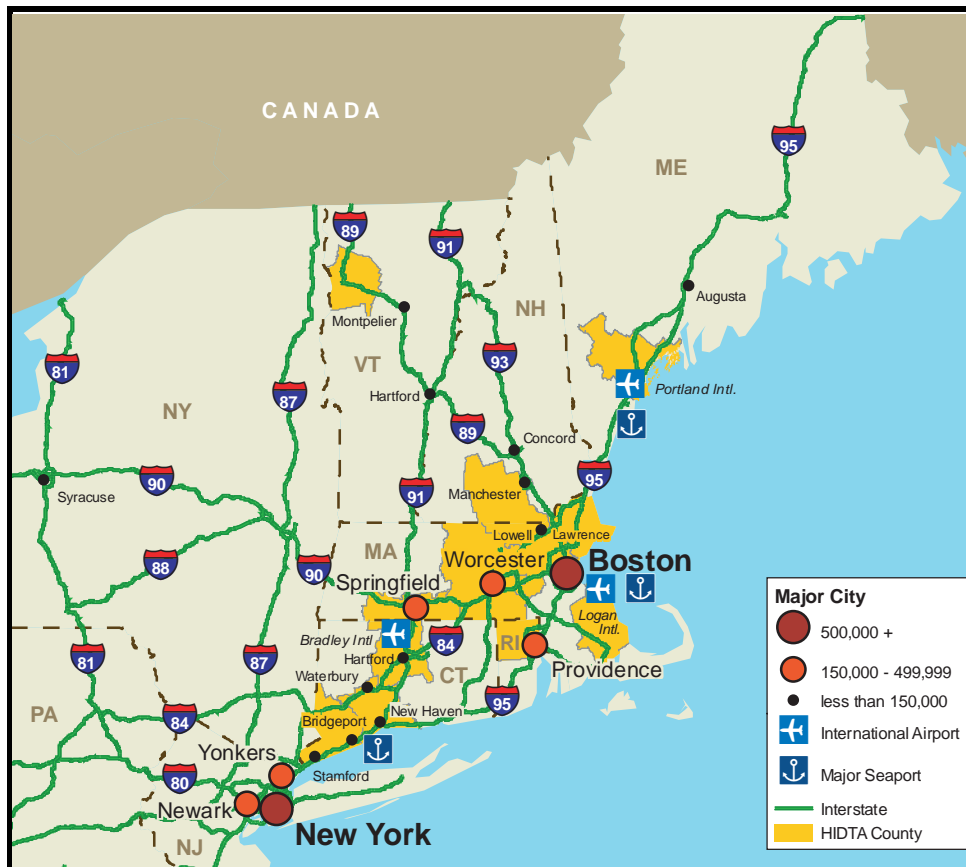 CANADA
95
ME
89
91
NH
Augusta
Montpelier
VT
93
81
87
NY
Hartford
Portland Intl.
89
Concord
90
Syracuse
91
Manchester
95
Lowell
Lawrence
MA
Worcester
Boston
88
90
Springfield
Logan
Intl.
Bradley Intl
84
RI
Hartford
Providence
81
87
Waterbury
CT
95
PA
84
New Haven
Bridgeport
Yonkers
Stamford
80
Newark
New York
NJ
Major City
500,000 +
150,000 - 499,999
less than 150,000
International Airport
Major Seaport
Interstate
HIDTA County